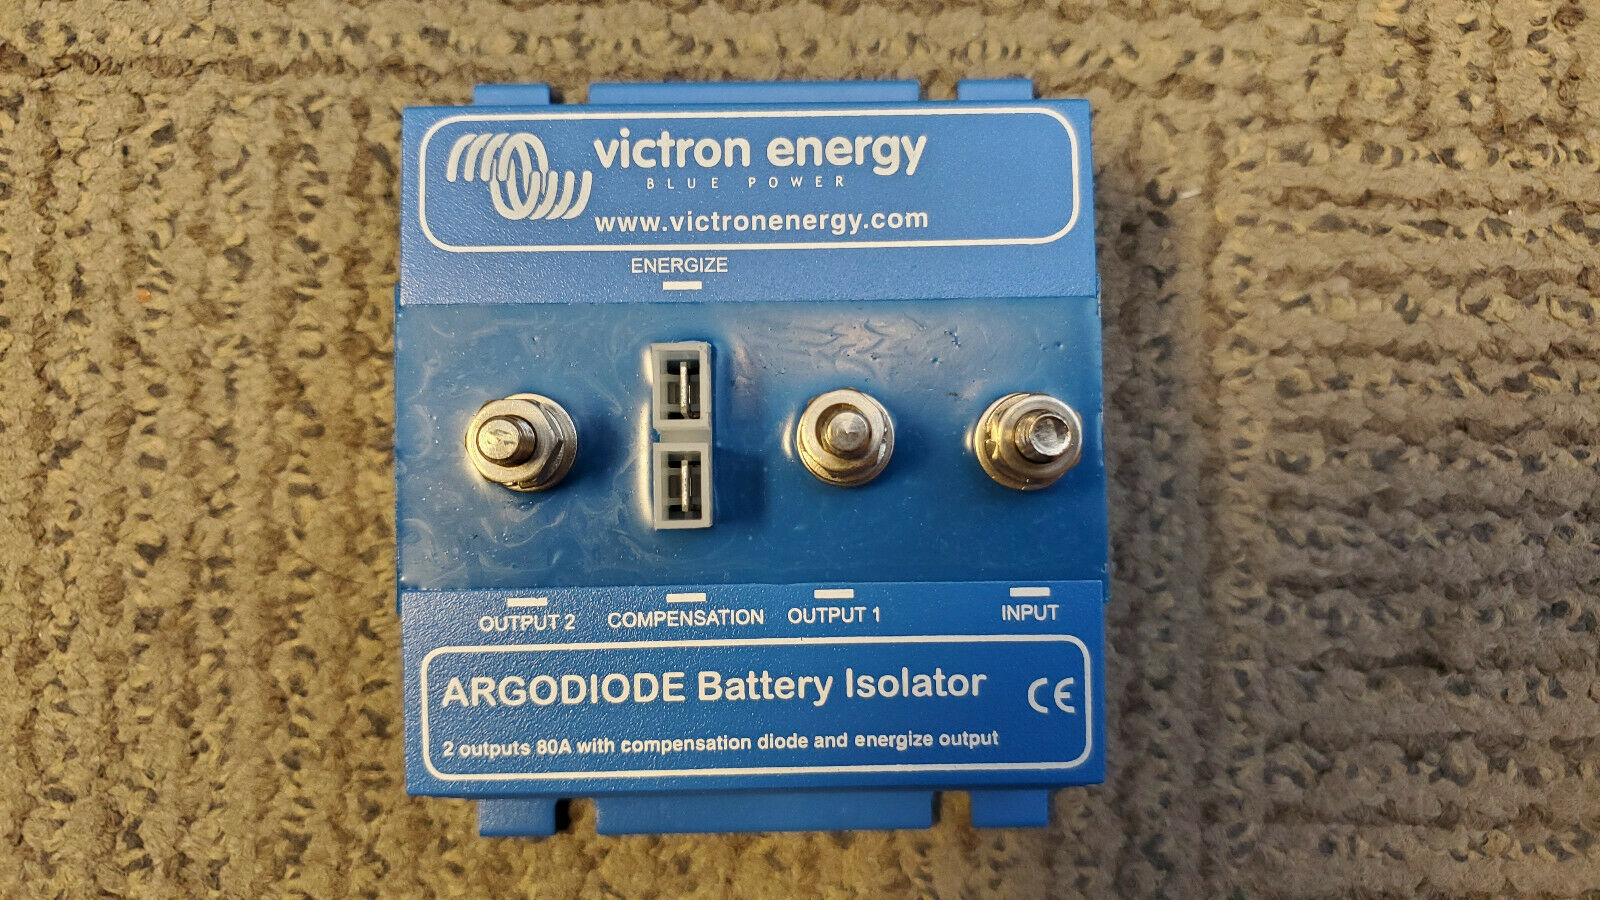 victron energy
BLUE POWER
www.victronenergy.com
ENERGIZE
OUTPUT 2 COMPENSATION OUTPUT 1 INPUT
ARGODIODE Battery Isolator CE
2 outputs 80A with compensation diode and energize output